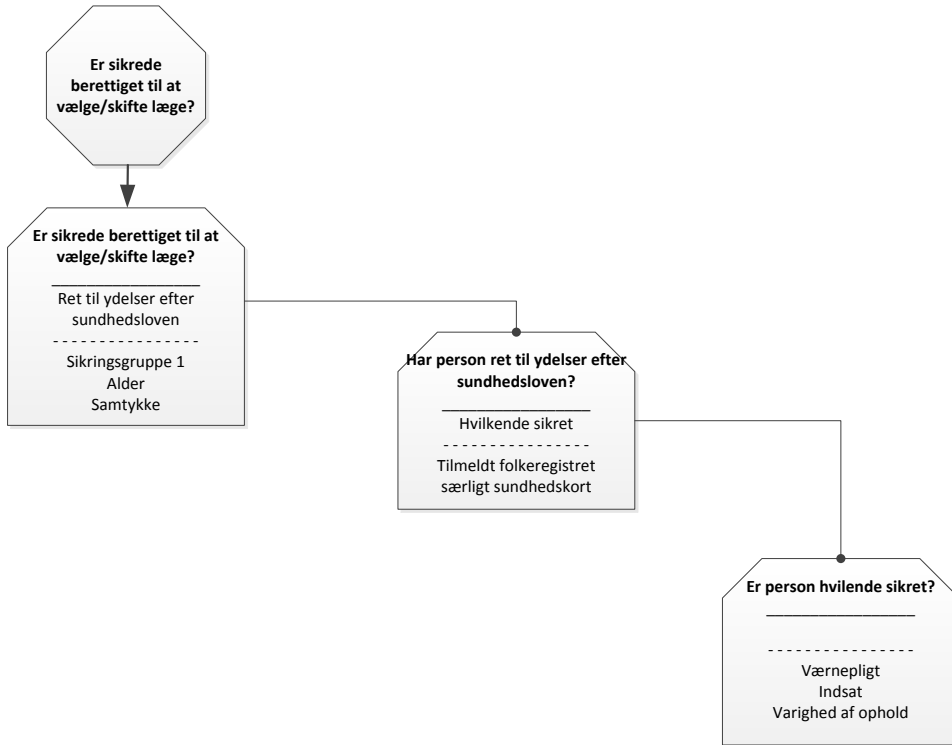 Er sikrede
berettiget til at
vælge/skifte læge?
Er sikrede berettiget til at
vælge/skifte læge?
Ret til ydelser efter
sundhedsloven
Sikringsgruppe 1
Alder
Samtykke
Har person ret til ydelser efter
sundhedsloven?
Hvilkende sikret
Tilmeldt folkeregistret
særligt sundhedskort
Er person hvilende sikret?
Værnepligt
Indsat
Varighed af ophold